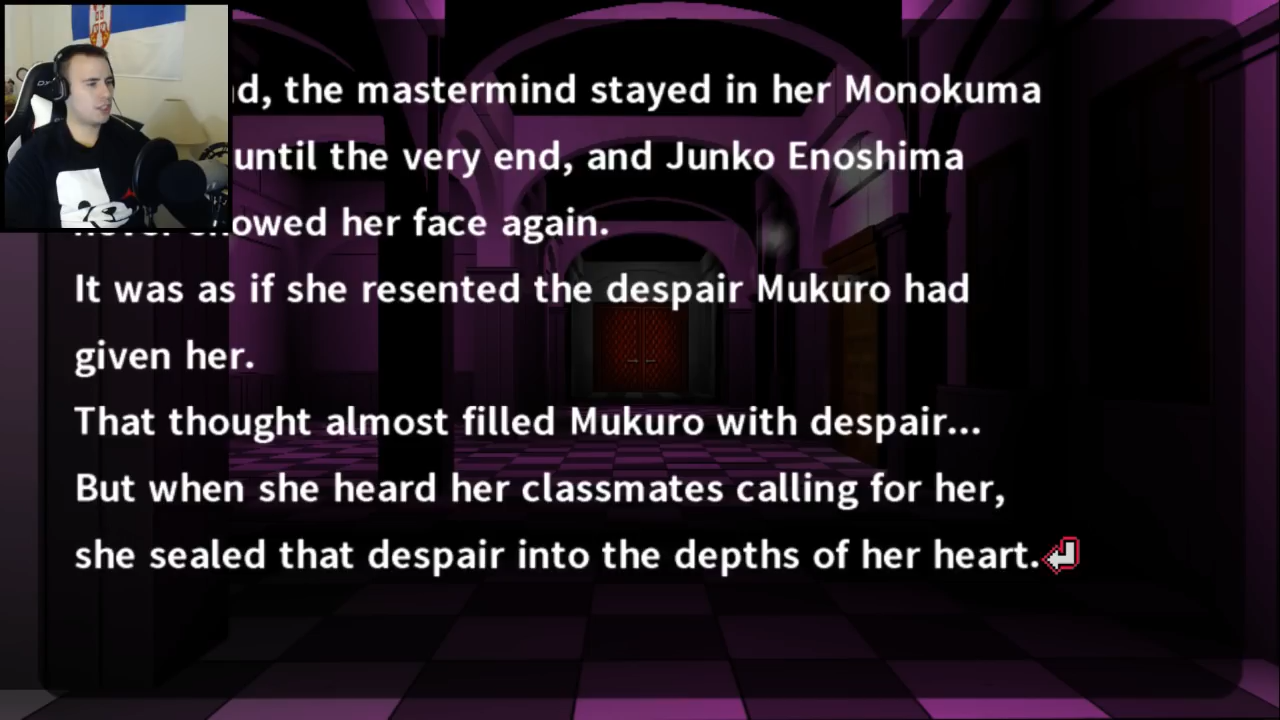 d, the mastermind stayed in her Monokuma
until the very end, and Junko Enoshima
owed her face again.
It was as if she resented the despair Mukuro had
given her.
That thought almost filled Mukuro with despair...
But when she heard her classmates calling for her,
she sealed that despair into the depths of her heart.